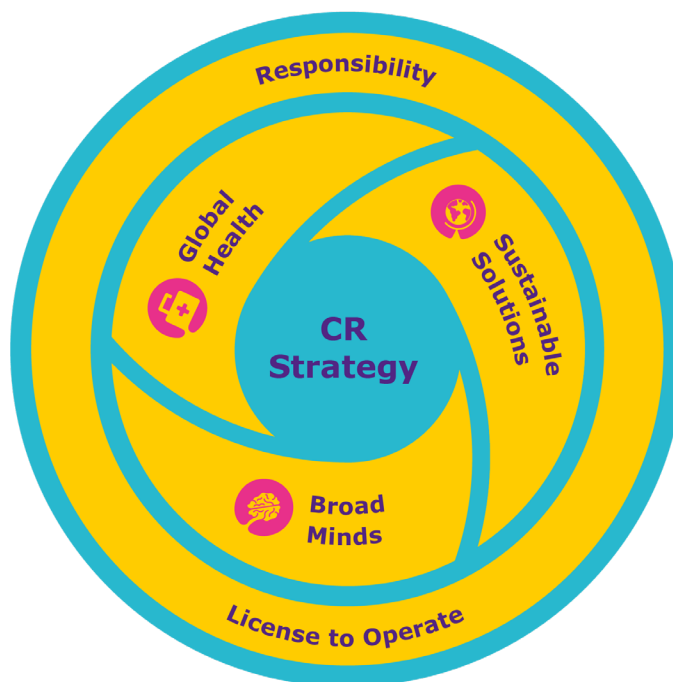 Responsibility
Global
Health
Sustainable
Solutions
CR
Strategy
Broad
Minds
License to Operate